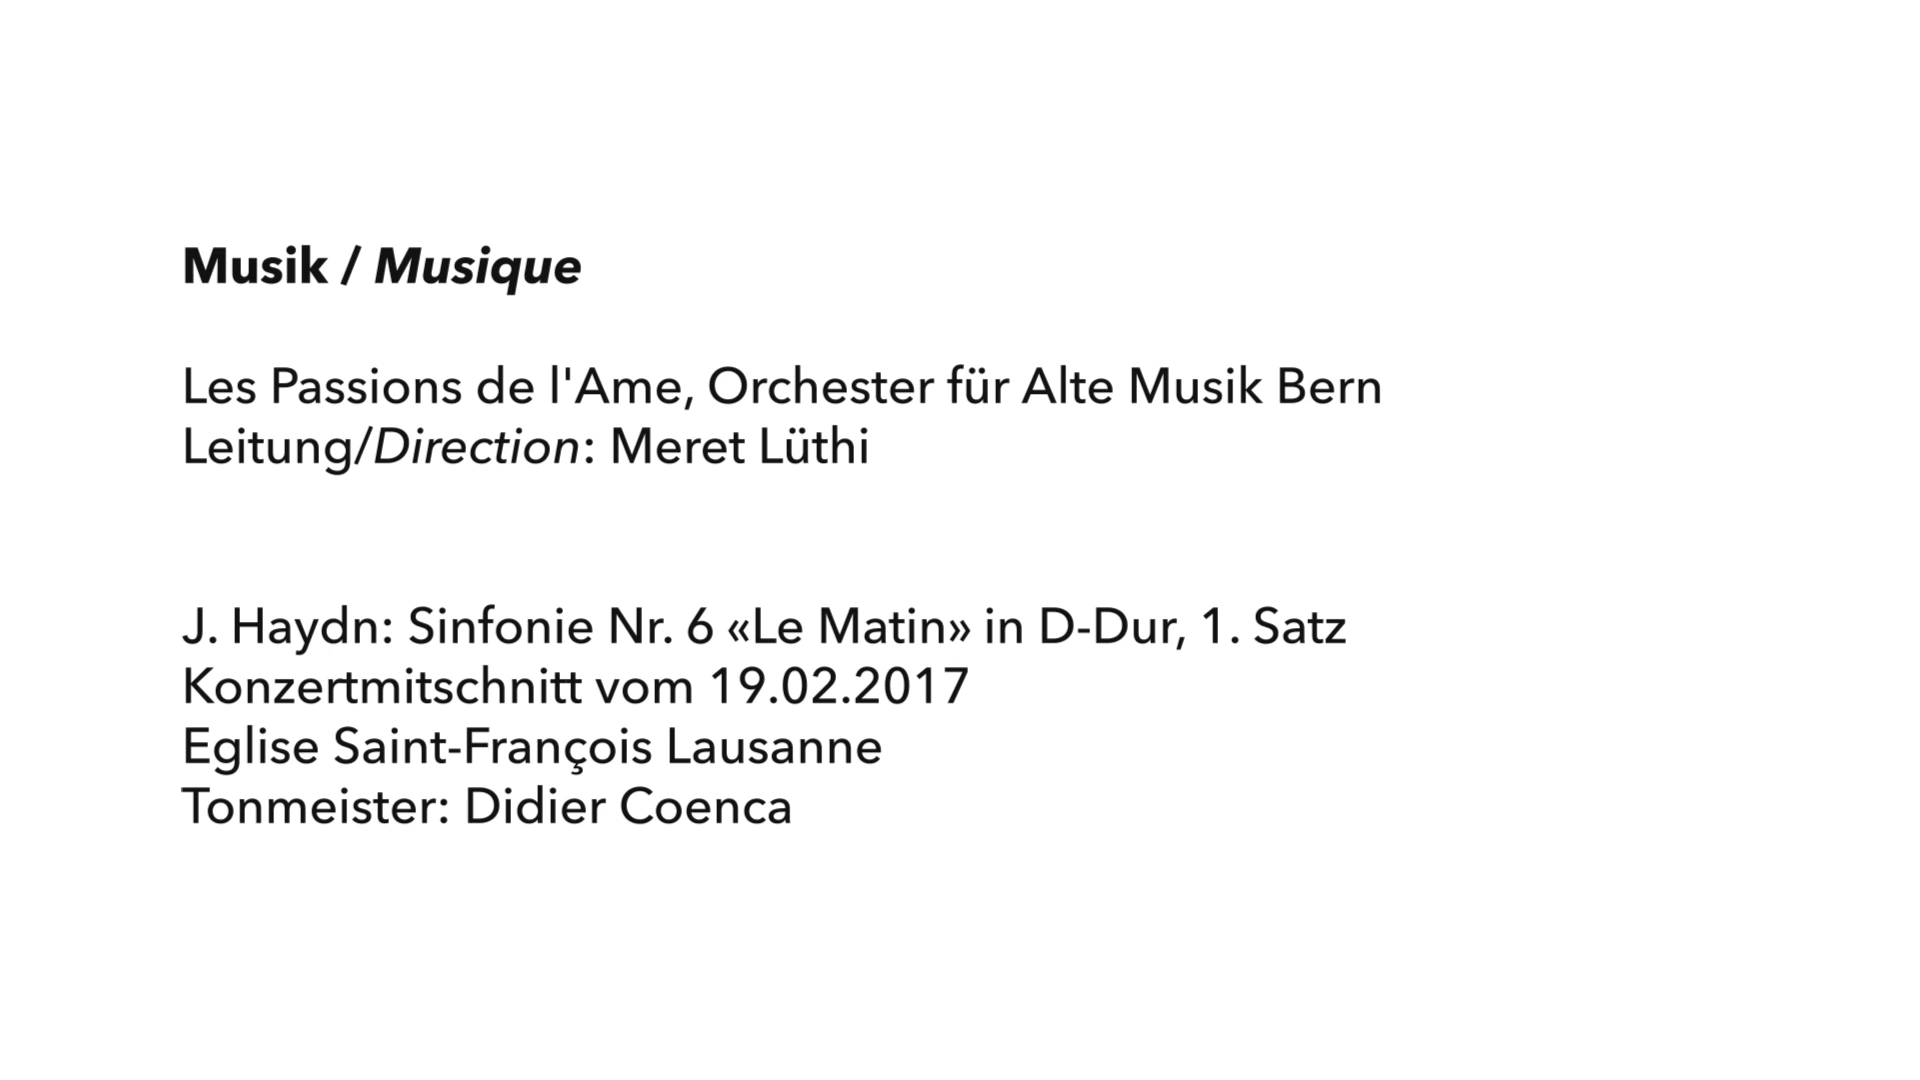 Musik / Musique
Les Passions de l'Ame, Orchester für Alte Musik Bern
Leitung/Direction: Meret Lüthi
J. Haydn: Sinfonie Nr. 6 «Le Matin» in D-Dur, 1. Satz
Konzertmitschnitt vom 19.02.2017
Eglise Saint-François Lausanne
Tonmeister: Didier Coenca